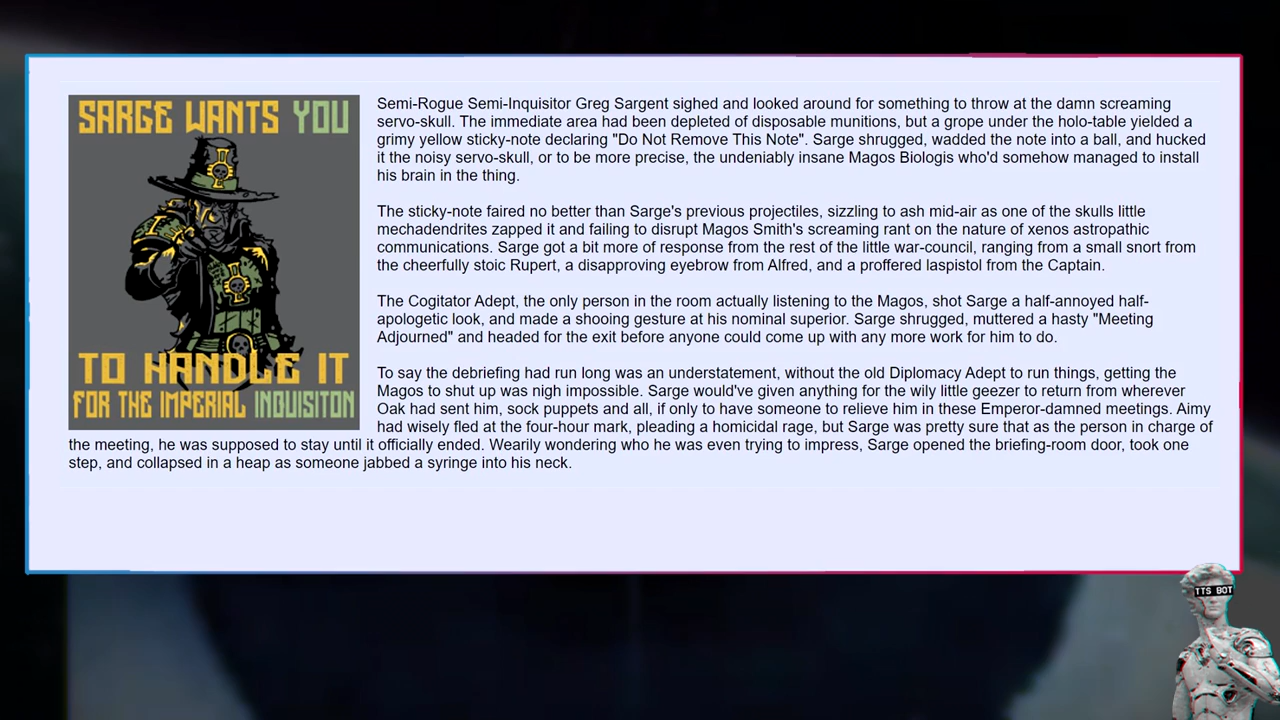 SARGE WANTS YOU
TO HANDLE IT
FOR THE IMPERIAL INQUISITON
Semi-Rogue Semi-Inquisitor Greg Sargent sighed and looked around for something to throw at the damn screaming
servo-skull. The immediate area had been depleted of disposable munitions, but a grope under the holo-table yielded a
grimy yellow sticky-note declaring "Do Not Remove This Note". Sarge shrugged, wadded the note into a ball, and hucked
it the noisy servo-skull, or to be more precise, the undeniably insane Magos Biologis who'd somehow managed to install
his brain in the thing.
The sticky-note faired no better than Sarge's previous projectiles, sizzling to ash mid-air as one of the skulls little
mechadendrites zapped it and failing to disrupt Magos Smith's screaming rant on the nature of xenos astropathic
communications. Sarge got a bit more of response from the rest of the little war-council, ranging from a small snort from
the cheerfully stoic Rupert, a disapproving eyebrow from Alfred, and a proffered laspistol from the Captain.
The Cogitator Adept, the only person in the room actually listening to the Magos, shot Sarge a half-annoyed half-
apologetic look, and made a shooing gesture at his nominal superior. Sarge shrugged, muttered a hasty "Meeting
Adjourned" and headed for the exit before anyone could come up with any more work for him to do.
To say the debriefing had run long was an understatement, without the old Diplomacy Adept to run things, getting the
Magos to shut up was nigh impossible. Sarge would've given anything for the wily little geezer to return from wherever
Oak had sent him, sock puppets and all, if only to have someone to relieve him in these Emperor-damned meetings. Aimy
had wisely fled at the four-hour mark, pleading a homicidal rage, but Sarge was pretty sure that as the person in charge of
the meeting, he was supposed to stay until it officially ended. Wearily wondering who he was even trying to impress, Sarge opened the briefing-room door, took one
step, and collapsed in a heap as someone jabbed a syringe into his neck.
TTS BOT